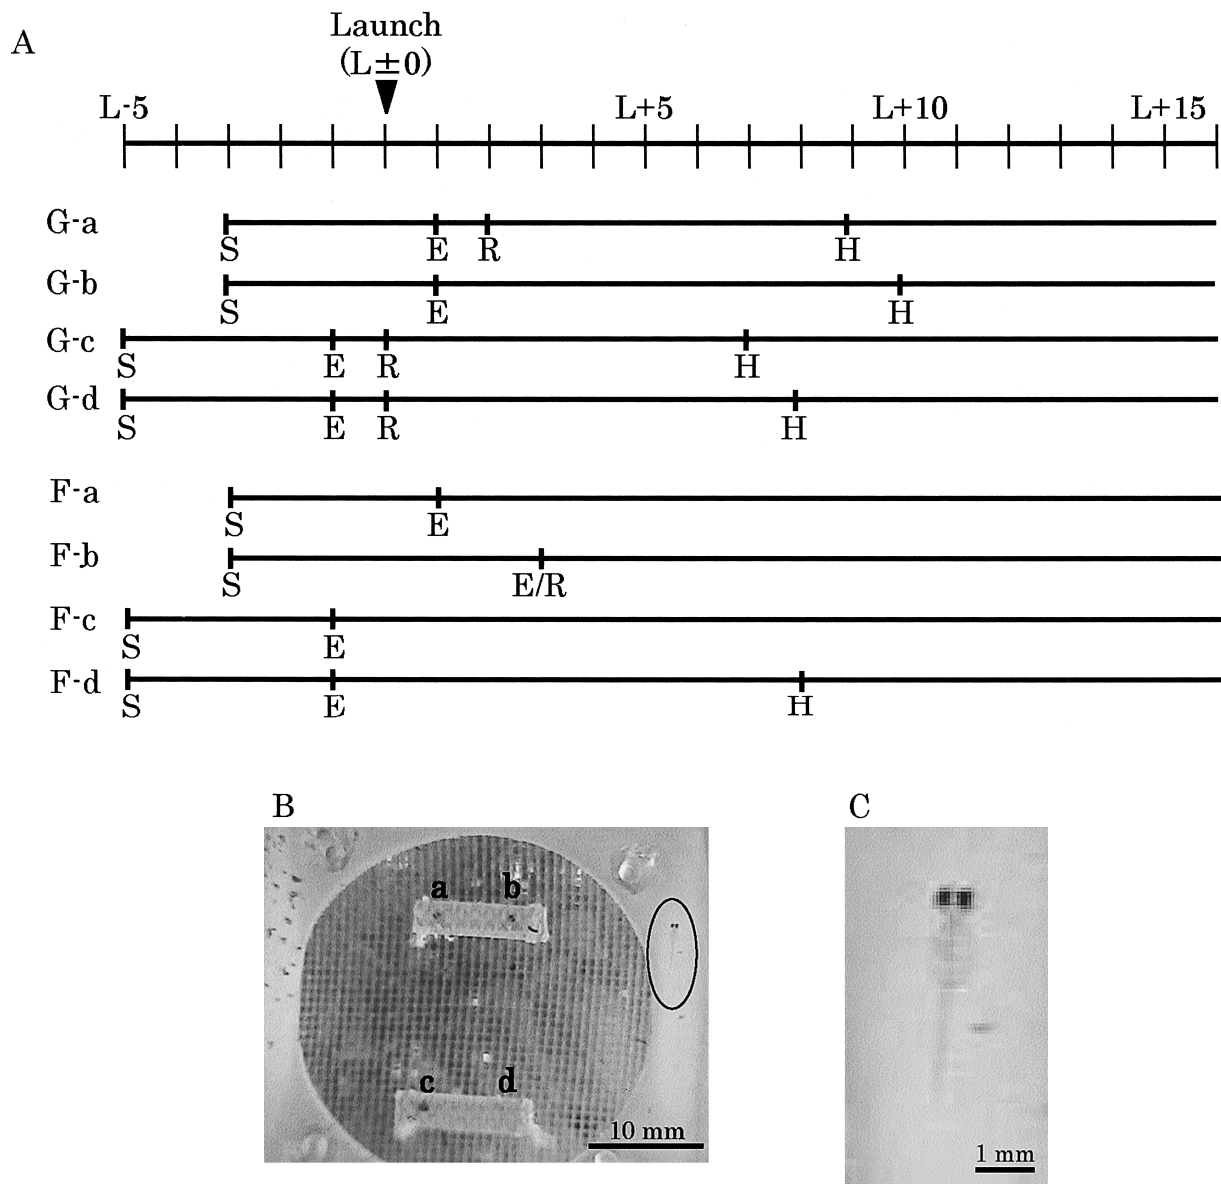 A
Launch
(L±0)
L-5 L+5 L+10 L+15
G-a
S E R H
G-b
S E H
G-c
S E R H
G-d
S E R H
F-a
S E
F-b
S E/R
F-c
S E
F-d
S E H
B
a b
c d
10 mm
C
1 mm